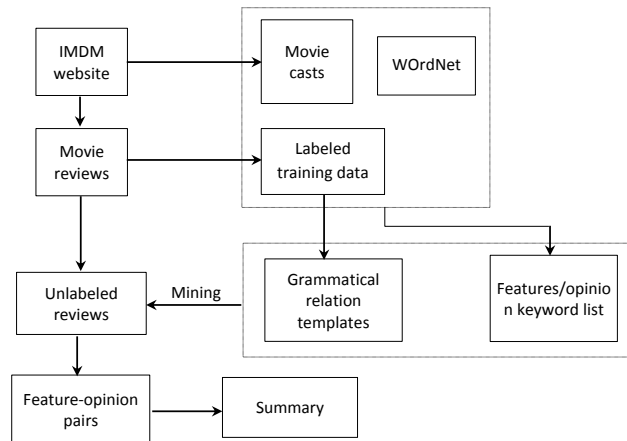 IMDM
website
Movie
casts
WOrdNet
Movie
reviews
Labeled
training data
Unlabeled
reviews
Mining
Grammatical
relation
templates
Features/opinio
n keyword list
Feature-opinion
pairs
Summary